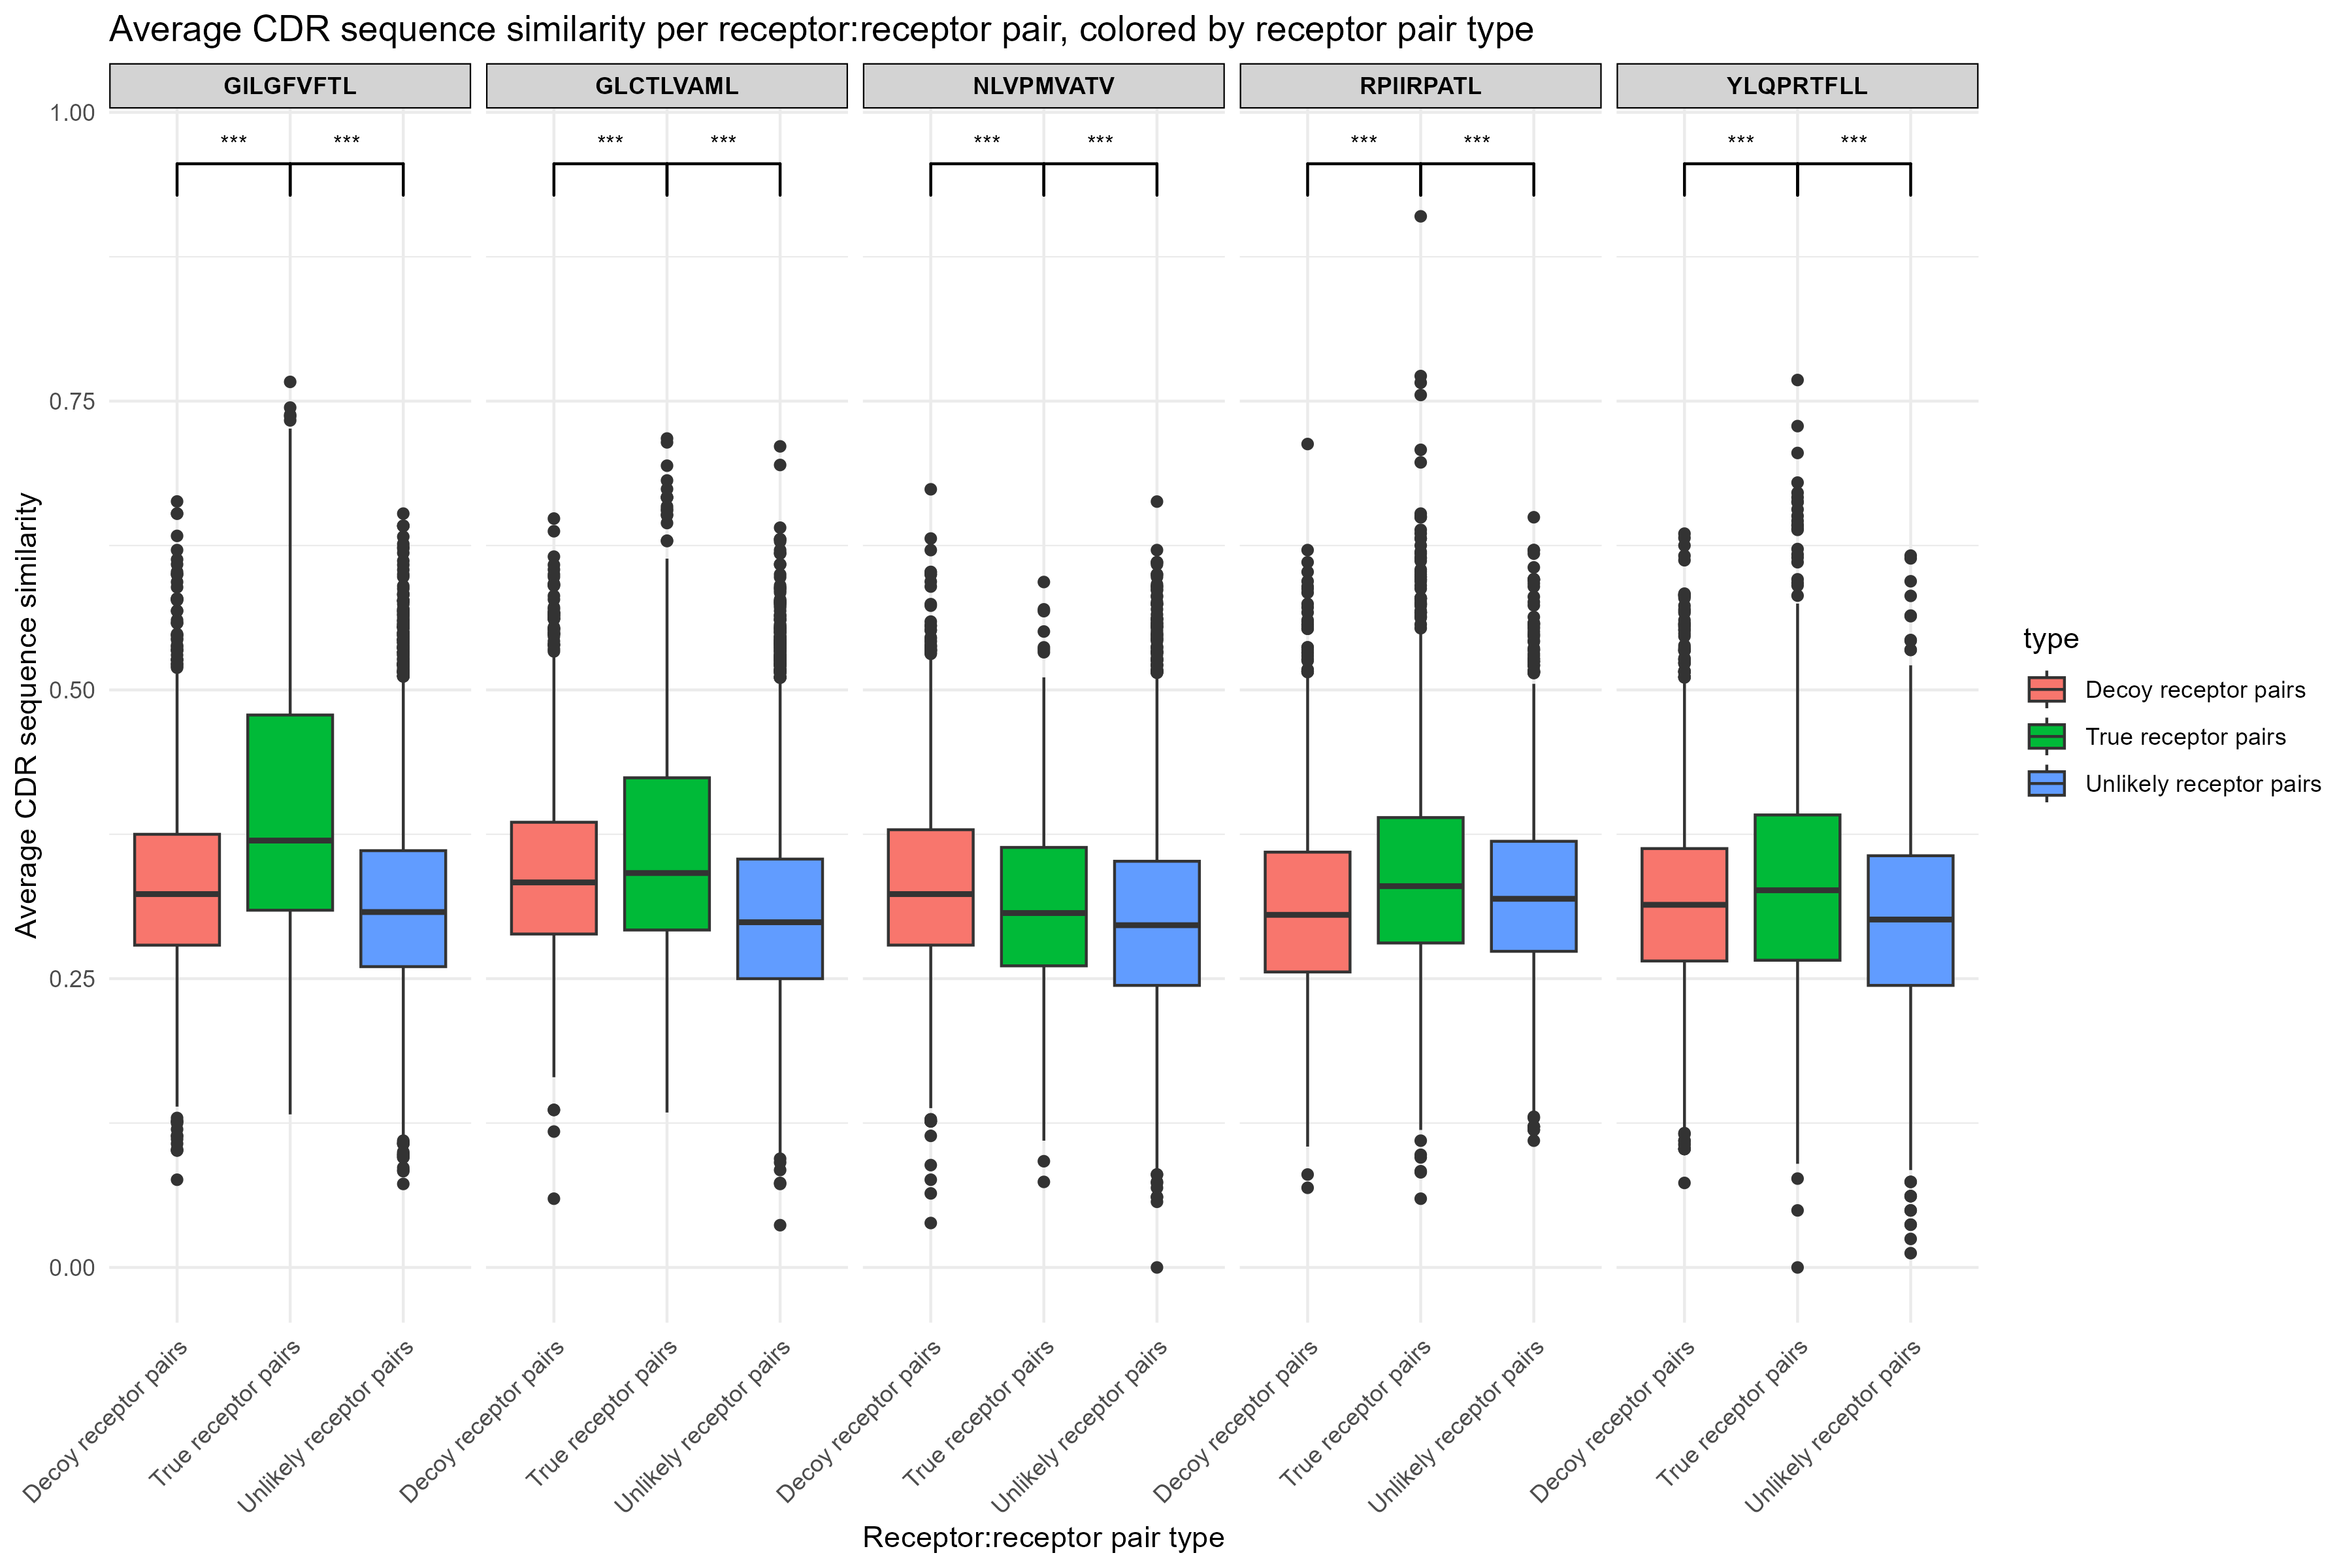 Average CDR sequence similarity per receptor:receptor pair, colored by receptor pair type
GILGFVFTL
GLCTLVAML
NLVPMVATV
RPIIRPATL
YLQPRTFLL
*** ***
*** ***
*** ***
*** ***
*** ***
1.00
0.75
0.50
0.25
0.00
Average CDR sequence similarity
Decoy receptor pairs
True receptor pairs
Unlikely receptor pairs
Decoy receptor pairs
True receptor pairs
Unlikely receptor pairs
Decoy receptor pairs
True receptor pairs
Unlikely receptor pairs
Decoy receptor pairs
True receptor pairs
Unlikely receptor pairs
Decoy receptor pairs
True receptor pairs
Unlikely receptor pairs
Receptor:receptor pair type
type
Decoy receptor pairs
True receptor pairs
Unlikely receptor pairs